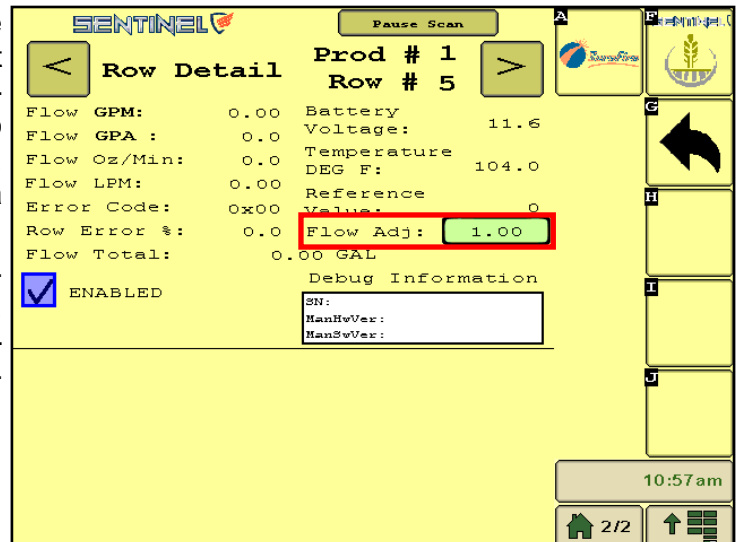 SENTINEL
Pause Scan
< Row Detail
Prod # 1
Row # 5 >
Flow GPM: 0.00
Flow GPA : 0.0
Flow Oz/Min: 0.0
Flow LPM: 0.00
Error Code: 0x00
Row Error %: 0.0
Flow Total: 0.00 GAL
ENABLED
Battery
Voltage: 11.6
Temperature
DEG F: 104.0
Reference
Value: 0
Flow Adj: 1.00
Debug Information
SN:
ManHwVer:
ManSwVer:
A
Surefire
F
SENTINEL
G
H
I
J
10:57am
2/2